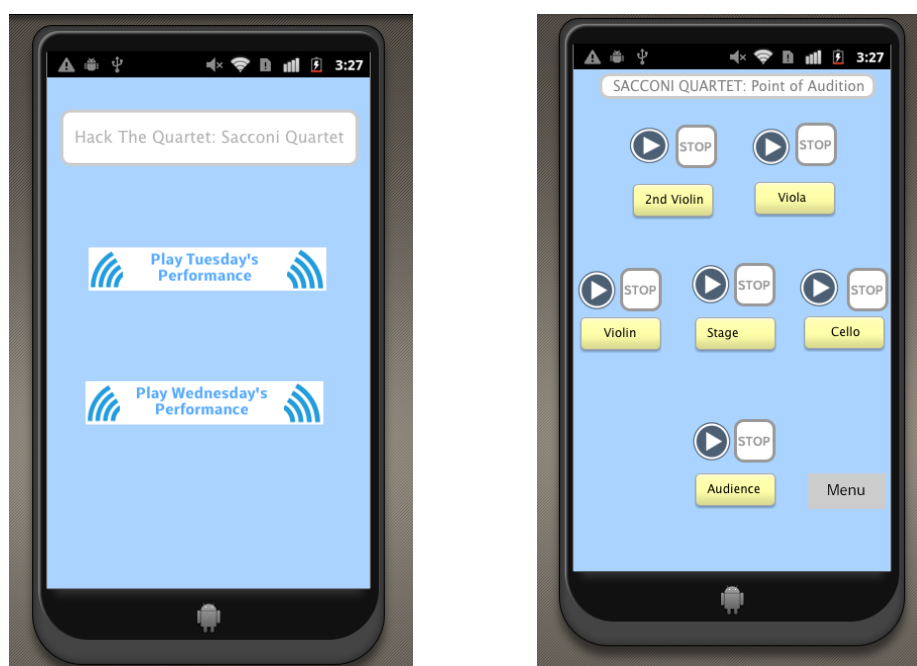 3:27
Hack The Quartet: Sacconi Quartet
Play Tuesday's
Performance
Play Wednesday's
Performance
3:27
SACCONI QUARTET: Point of Audition
STOP STOP
2nd Violin Viola
STOP STOP STOP
Violin Stage Cello
STOP
Audience Menu